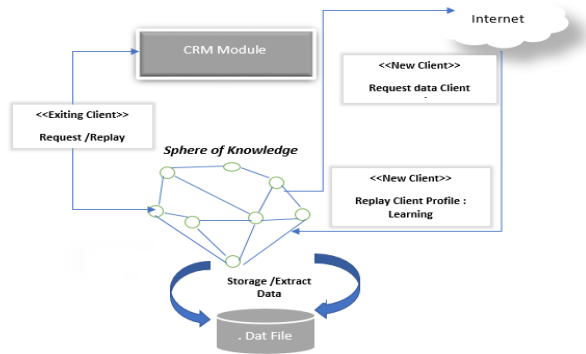 Internet
CRM Module
<<New Client>>
Request data Client
<<Exiting Client>>
Request /Replay
Sphere of Knowledge
<<New Client>>
Replay Client Profile :
Learning
Storage /Extract
Data
. Dat File